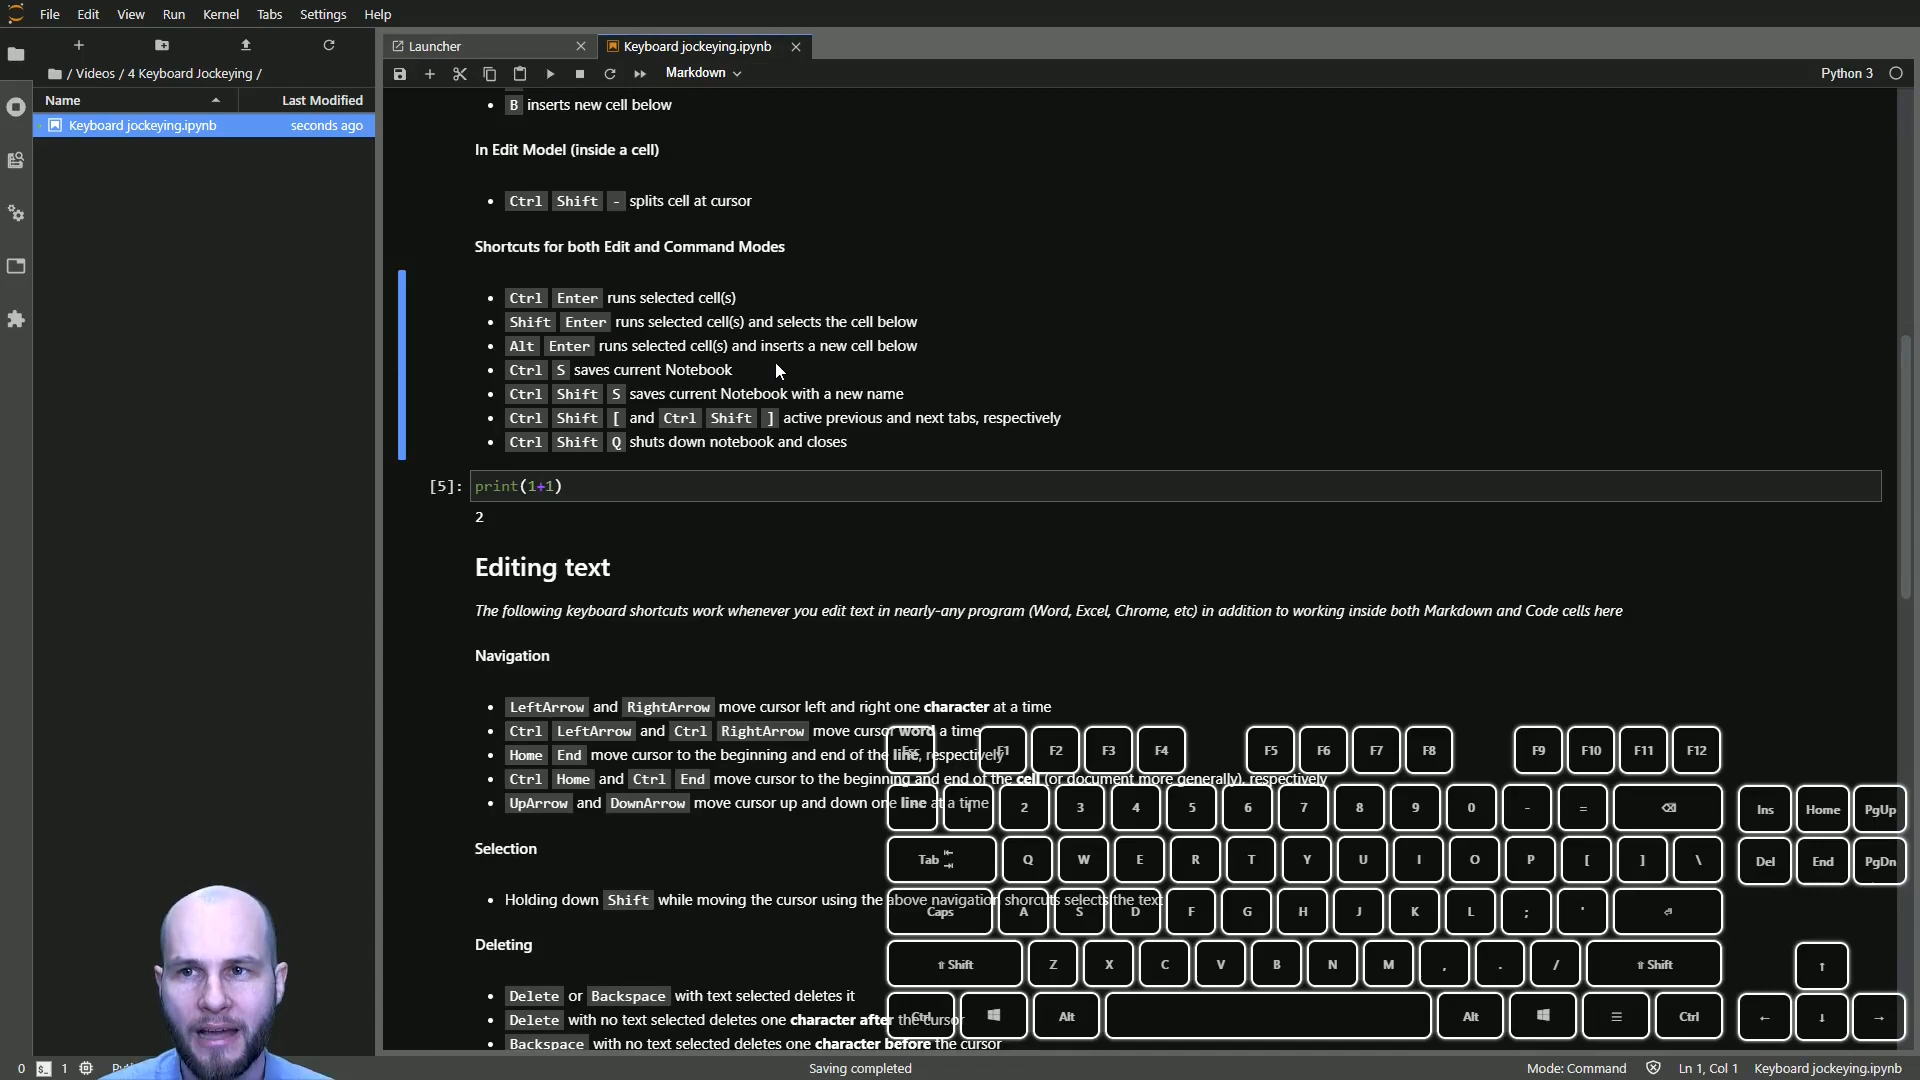 File Edit View Run Kernel Tabs Settings Help
Launcher
Keyboard jockeying.ipynb
/ Videos / 4 Keyboard Jockeying /
Markdown
Python 3
Name Last Modified
Keyboard jockeying.ipynb seconds ago
B inserts new cell below
In Edit Model (inside a cell)
Ctrl Shift - splits cell at cursor
Shortcuts for both Edit and Command Modes
Ctrl Enter runs selected cell(s)
Shift Enter runs selected cell(s) and selects the cell below
Alt Enter runs selected cell(s) and inserts a new cell below
Ctrl S saves current Notebook
Ctrl Shift S saves current Notebook with a new name
Ctrl Shift [ and Ctrl Shift ] active previous and next tabs, respectively
Ctrl Shift Q shuts down notebook and closes
[5]: print(1+1)
2
Editing text
The following keyboard shortcuts work whenever you edit text in nearly-any program (Word, Excel, Chrome, etc) in addition to working inside both Markdown and Code cells here
Navigation
LeftArrow and RightArrow move cursor left and right one character at a time
Ctrl LeftArrow and Ctrl RightArrow move cursor word a time
Home End move cursor to the beginning and end of the line, respectively
Ctrl Home and Ctrl End move cursor to the beginning and end of the cell (or document more generally), respectively
UpArrow and DownArrow move cursor up and down one line at a time
Selection
Holding down Shift while moving the cursor using the above navigation shorcuts selects the text
Deleting
Delete or Backspace with text selected deletes it
Delete with no text selected deletes one character after the cursor
Backspace with no text selected deletes one character before the cursor
Esc F1 F2 F3 F4 F5 F6 F7 F8 F9 F10 F11 F12
1 2 3 4 5 6 7 8 9 0 - = Ins Home PgUp
Tab Q W E R T Y U I O P [ ] \ Del End PgDn
Caps A S D F G H J K L ; '
Shift Z X C V B N M , . / Shift ↑
Ctrl Alt Alt Ctrl ← ↓ →
0 1 Saving completed Mode: Command Ln 1, Col 1 Keyboard jockeying.ipynb